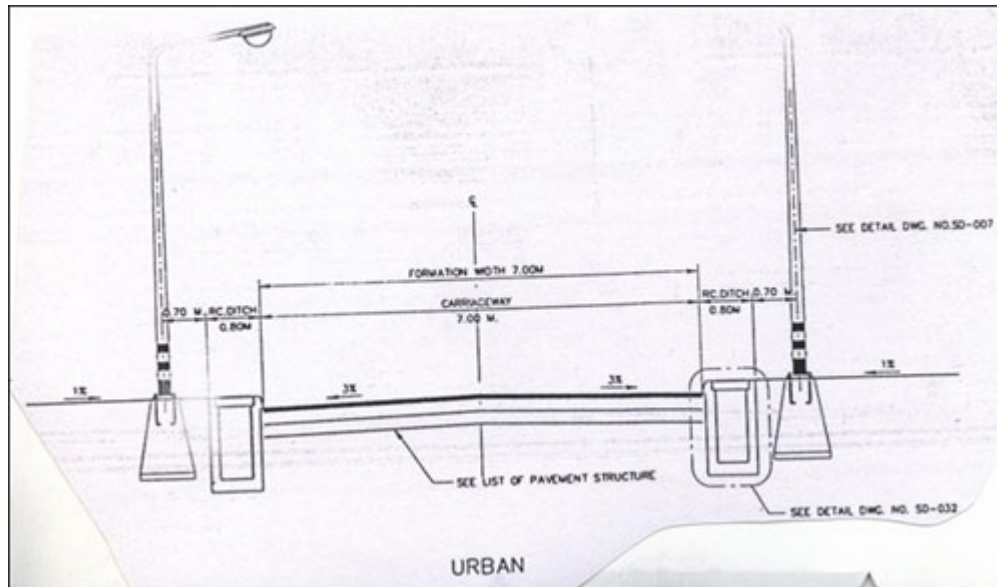 ℄
SEE DETAIL DWG. NO.SD-007
FORMATION WIDTH 7.00M
0.70 M. RC.DITCH
0.80M
CARRIAGEWAY
7.00 M.
RC.DITCH 0.70 M.
0.80M
1%
3%
3%
1%
SEE LIST OF PAVEMENT STRUCTURE
SEE DETAIL DWG. NO. SD-032
URBAN